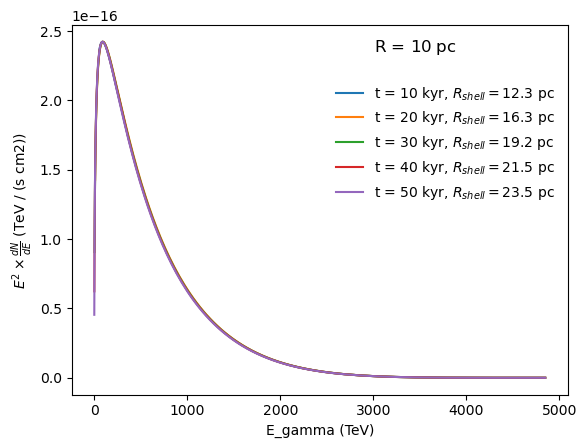 1e−16
R = 10 pc
t = 10 kyr, R_shell = 12.3 pc
t = 20 kyr, R_shell = 16.3 pc
t = 30 kyr, R_shell = 19.2 pc
t = 40 kyr, R_shell = 21.5 pc
t = 50 kyr, R_shell = 23.5 pc
E² × dN/dE (TeV / (s cm2))
2.5
2.0
1.5
1.0
0.5
0.0
0 1000 2000 3000 4000 5000
E_gamma (TeV)